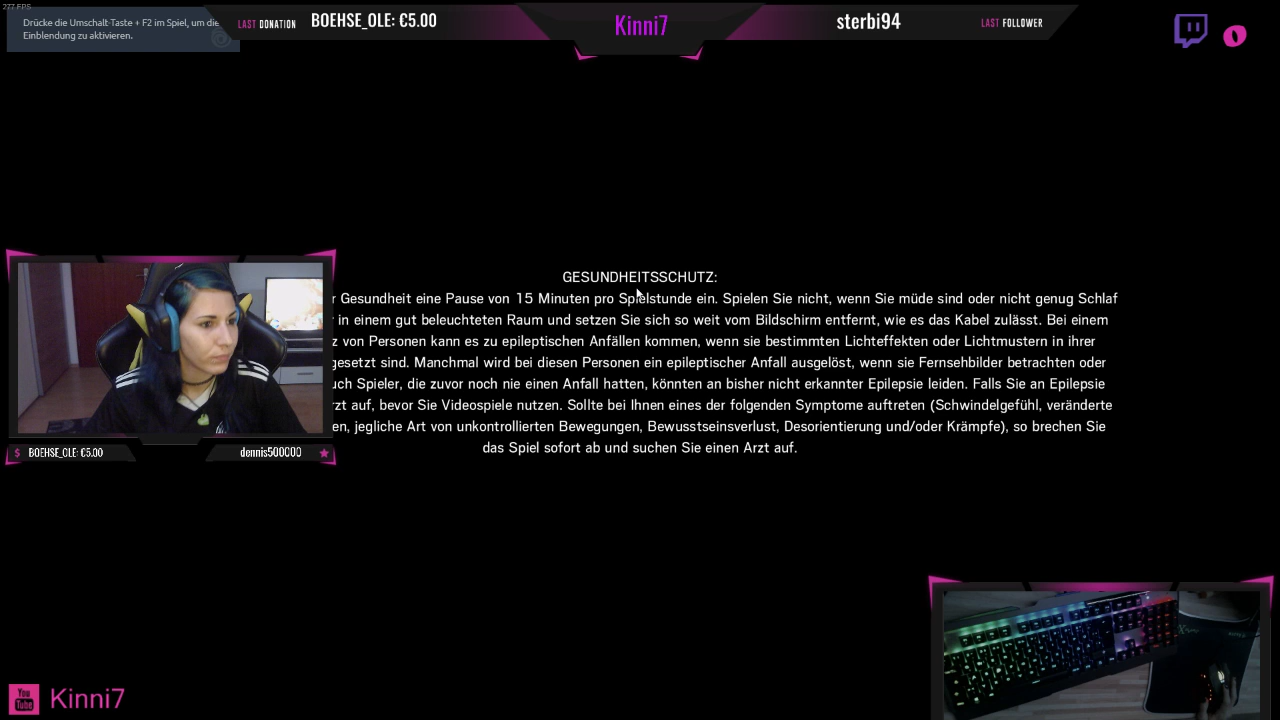 277 FPS
Drücke die Umschalt-Taste + F2 im Spiel, um die
Einblendung zu aktivieren.
LAST DONATION
BOEHSE_OLE: €5.00
Kinni7
sterbi94
LAST FOLLOWER
GESUNDHEITSSCHUTZ:
Gesundheit eine Pause von 15 Minuten pro Spielstunde ein. Spielen Sie nicht, wenn Sie müde sind oder nicht genug Schlaf
in einem gut beleuchteten Raum und setzen Sie sich so weit vom Bildschirm entfernt, wie es das Kabel zulässt. Bei einem
von Personen kann es zu epileptischen Anfällen kommen, wenn sie bestimmten Lichteffekten oder Lichtmustern in ihrer
gesetzt sind. Manchmal wird bei diesen Personen ein epileptischer Anfall ausgelöst, wenn sie Fernsehbilder betrachten oder
uch Spieler, die zuvor noch nie einen Anfall hatten, könnten an bisher nicht erkannter Epilepsie leiden. Falls Sie an Epilepsie
rzt auf, bevor Sie Videospiele nutzen. Sollte bei Ihnen eines der folgenden Symptome auftreten (Schwindelgefühl, veränderte
en, jegliche Art von unkontrollierten Bewegungen, Bewusstseinsverlust, Desorientierung und/oder Krämpfe), so brechen Sie
das Spiel sofort ab und suchen Sie einen Arzt auf.
$ BOEHSE_OLE: €5.00
dennis500000
You Tube
Kinni7